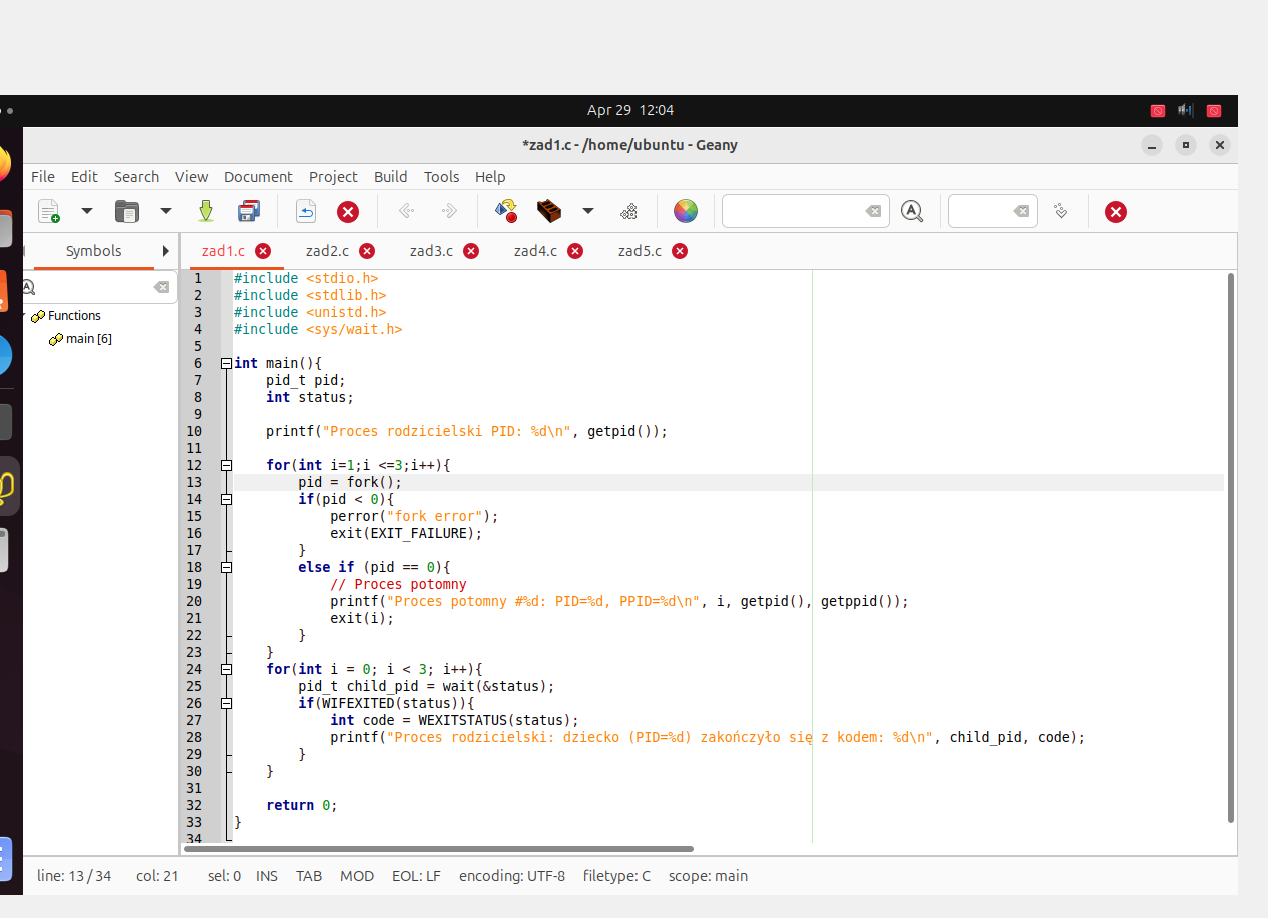 Apr 29 12:04
*zad1.c - /home/ubuntu - Geany
File Edit Search View Document Project Build Tools Help
Symbols
zad1.c zad2.c zad3.c zad4.c zad5.c
Functions
main [6]
1 #include <stdio.h>
2 #include <stdlib.h>
3 #include <unistd.h>
4 #include <sys/wait.h>
5
6 int main(){
7 pid_t pid;
8 int status;
9
10 printf("Proces rodzicielski PID: %d\n", getpid());
11
12 for(int i=1;i <=3;i++){
13 pid = fork();
14 if(pid < 0){
15 perror("fork error");
16 exit(EXIT_FAILURE);
17 }
18 else if (pid == 0){
19 // Proces potomny
20 printf("Proces potomny #%d: PID=%d, PPID=%d\n", i, getpid(), getppid());
21 exit(i);
22 }
23 }
24 for(int i = 0; i < 3; i++){
25 pid_t child_pid = wait(&status);
26 if(WIFEXITED(status)){
27 int code = WEXITSTATUS(status);
28 printf("Proces rodzicielski: dziecko (PID=%d) zakończyło się z kodem: %d\n", child_pid, code);
29 }
30 }
31
32 return 0;
33 }
34
line: 13 / 34 col: 21 sel: 0 INS TAB MOD EOL: LF encoding: UTF-8 filetype: C scope: main